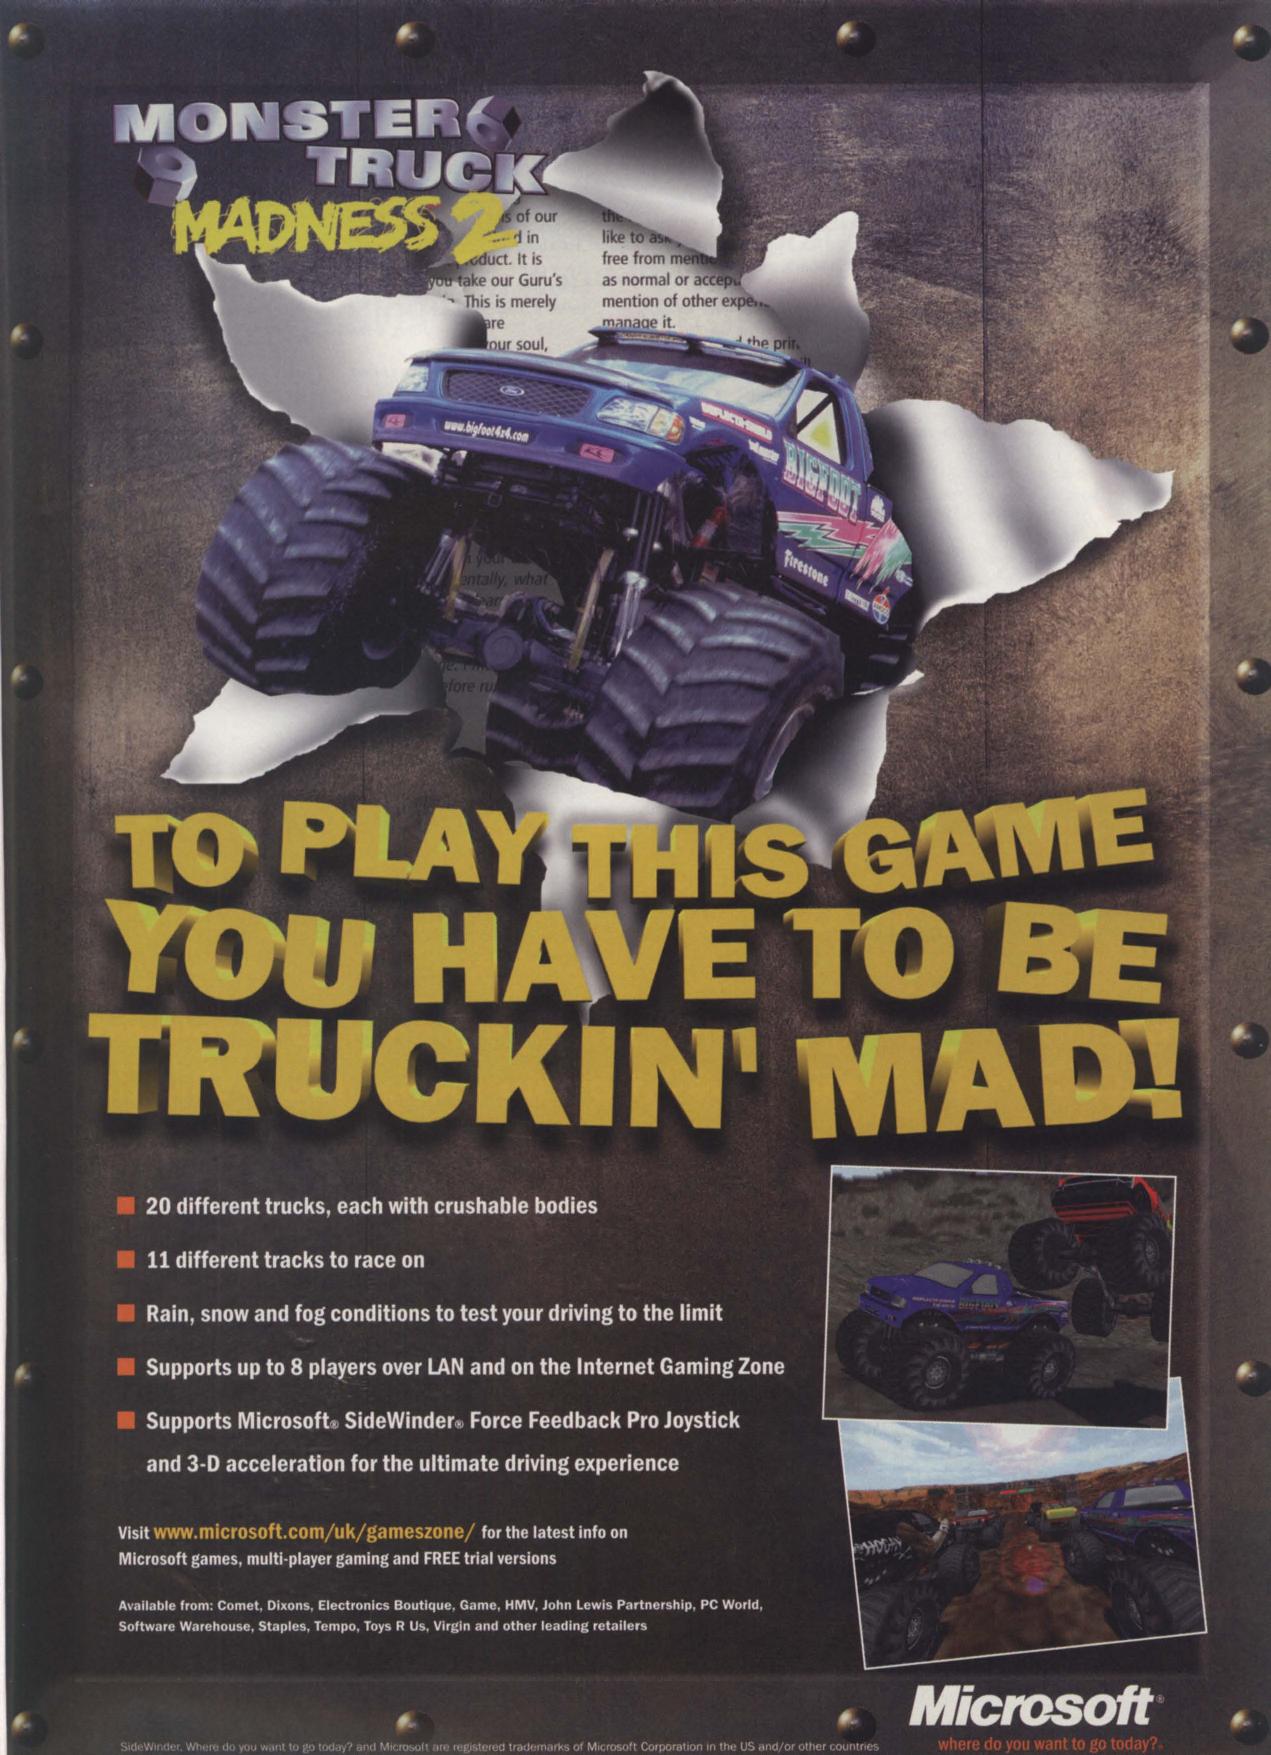 MONSTER
TRUCK
MADNESS 2
s of our
d in
duct. It is
you take our Guru's
This is merely
are
your soul,
the
like to ask
free from
as normal or
mention of other
manage it.
the
entally, what
efore
www.bigfoot4x4.com
Ford
DEFLECTA-SHIELD
BIGFOOT
Firestone
TO PLAY THIS GAME
YOU HAVE TO BE
TRUCKIN' MAD!
20 different trucks, each with crushable bodies
11 different tracks to race on
Rain, snow and fog conditions to test your driving to the limit
Supports up to 8 players over LAN and on the Internet Gaming Zone
Supports Microsoft® SideWinder® Force Feedback Pro Joystick
and 3-D acceleration for the ultimate driving experience
BIGFOOT
Visit www.microsoft.com/uk/gameszone/ for the latest info on
Microsoft games, multi-player gaming and FREE trial versions
Available from: Comet, Dixons, Electronics Boutique, Game, HMV, John Lewis Partnership, PC World,
Software Warehouse, Staples, Tempo, Toys R Us, Virgin and other leading retailers
Microsoft®
where do you want to go today?®
SideWinder, Where do you want to go today? and Microsoft are registered trademarks of Microsoft Corporation in the US and/or other countries